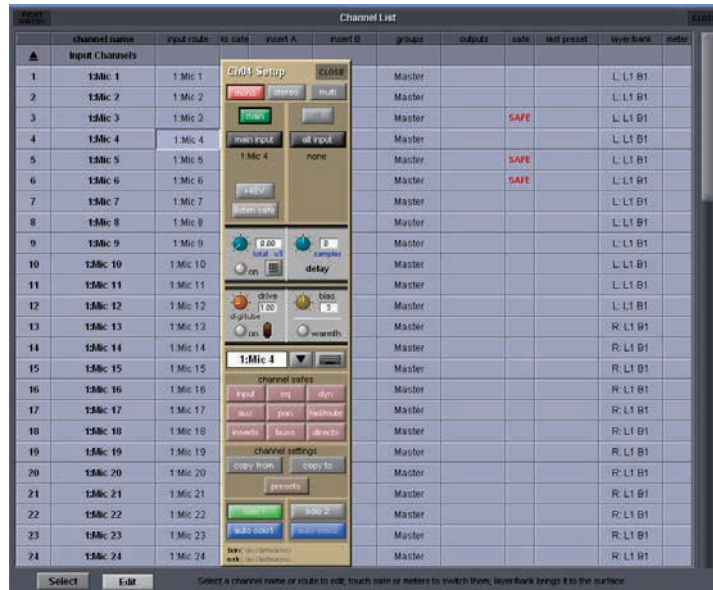 Channel List
channel name input route insert A insert B groups outputs safe last preset layer/bank meter
Input Channels
1 1:Mic 1 1:Mic 1 Master L: L1 B1
2 1:Mic 2 1:Mic 2 Master L: L1 B1
3 1:Mic 3 1:Mic 3 Master SAFE L: L1 B1
4 1:Mic 4 1:Mic 4 Master L: L1 B1
5 1:Mic 5 1:Mic 5 Master SAFE L: L1 B1
6 1:Mic 6 1:Mic 6 Master SAFE L: L1 B1
7 1:Mic 7 1:Mic 7 Master L: L1 B1
8 1:Mic 8 1:Mic 8 Master L: L1 B1
9 1:Mic 9 1:Mic 9 Master L: L1 B1
10 1:Mic 10 1:Mic 10 Master L: L1 B1
11 1:Mic 11 1:Mic 11 Master L: L1 B1
12 1:Mic 12 1:Mic 12 Master L: L1 B1
13 1:Mic 13 1:Mic 13 Master R: L1 B1
14 1:Mic 14 1:Mic 14 Master R: L1 B1
15 1:Mic 15 1:Mic 15 Master R: L1 B1
16 1:Mic 16 1:Mic 16 Master R: L1 B1
17 1:Mic 17 1:Mic 17 Master R: L1 B1
18 1:Mic 18 1:Mic 18 Master R: L1 B1
19 1:Mic 19 1:Mic 19 Master R: L1 B1
20 1:Mic 20 1:Mic 20 Master R: L1 B1
21 1:Mic 21 1:Mic 21 Master R: L1 B1
22 1:Mic 22 1:Mic 22 Master R: L1 B1
23 1:Mic 23 1:Mic 23 Master R: L1 B1
24 1:Mic 24 1:Mic 24 Master R: L1 B1
Ch04 Setup CLOSE
mono stereo multi
main
main input alt input
1:Mic 4 none
+48V
listen safe
0.00 0
total samples
on delay
drive bias
1.00 3
digitube
on warmth
1:Mic 4
channel safes
input eq dyn
aux pan fad/mute
inserts buss directs
channel settings
copy from copy to
presets
solo 1 solo 2
auto solo1 auto solo2
Select Edit Select a channel name or route to edit; touch safe or meters to switch them; layer/bank brings it to the surface